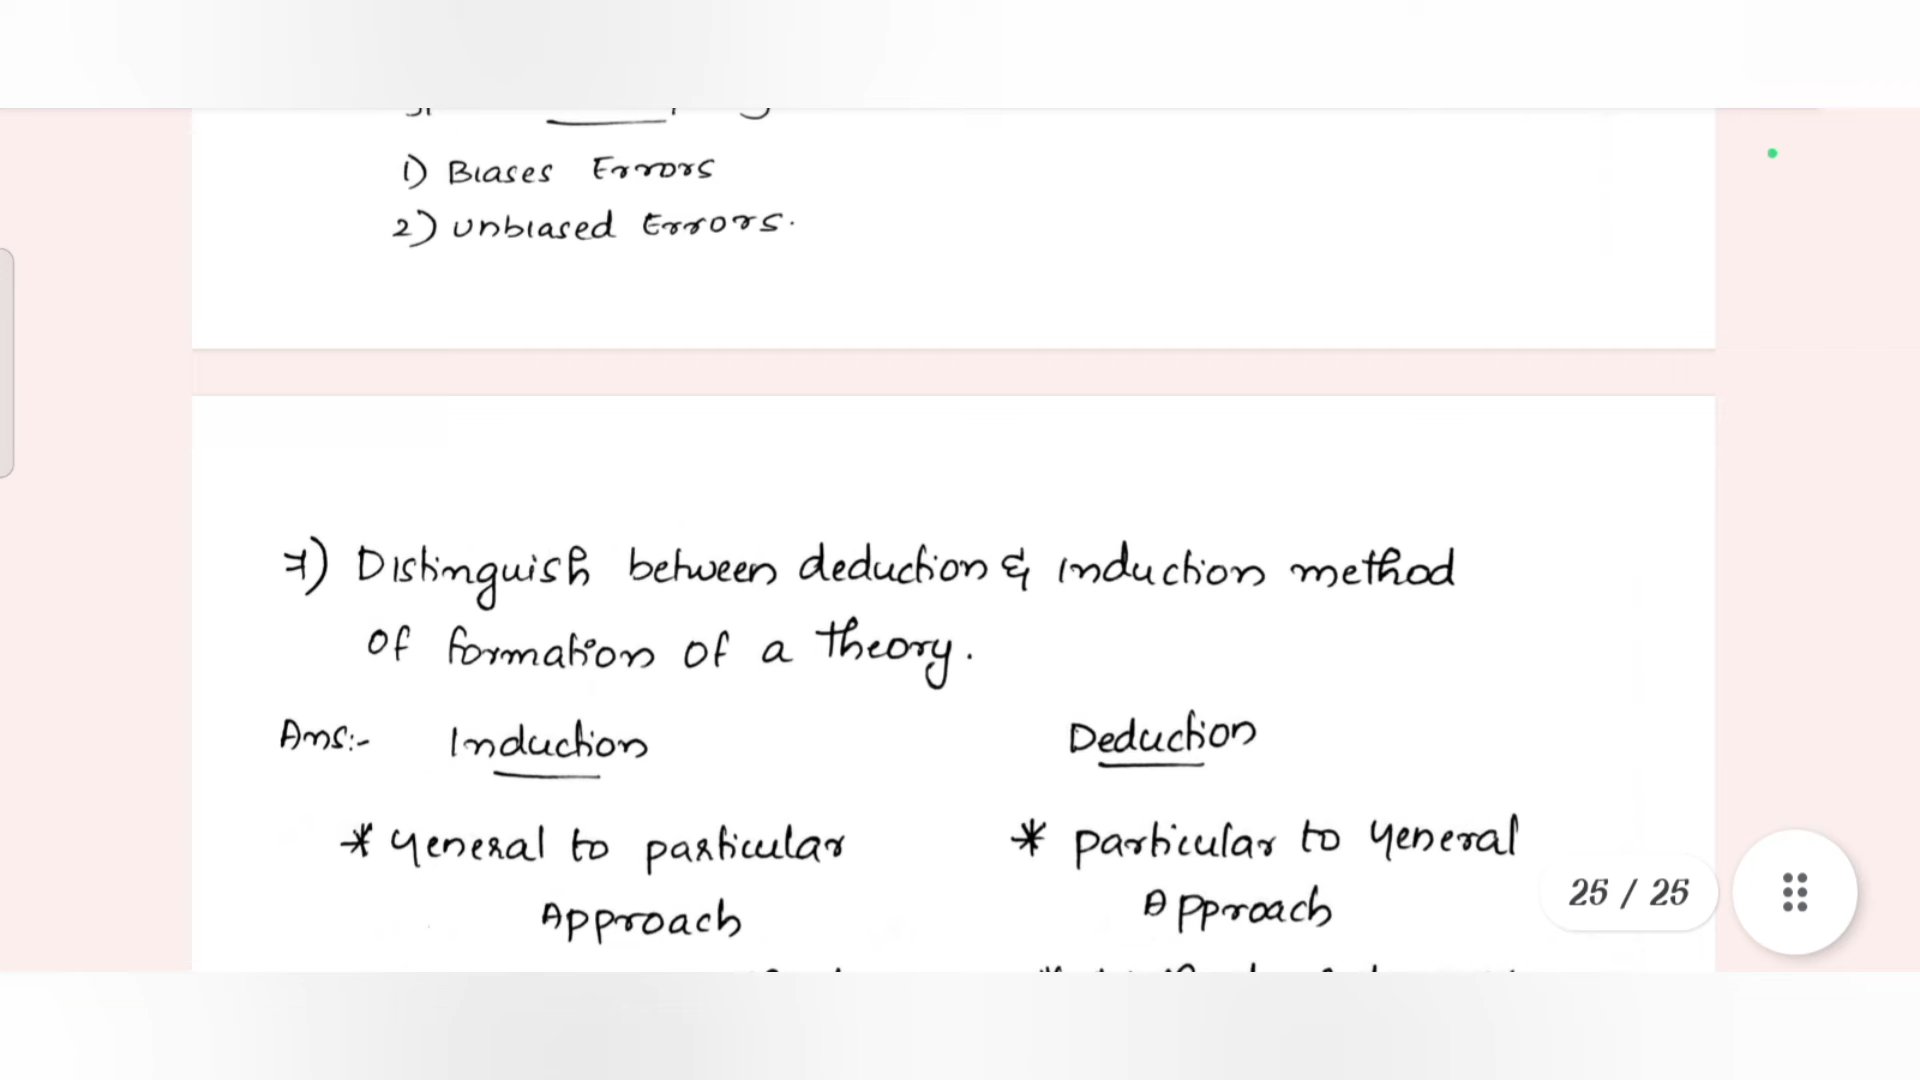 1) Biases Errors
2) unbiased Errors.
7) Distinguish between deduction & induction method
of formation of a theory.
Ans:- Induction Deduction
* General to particular * particular to General
Approach Approach
25 / 25